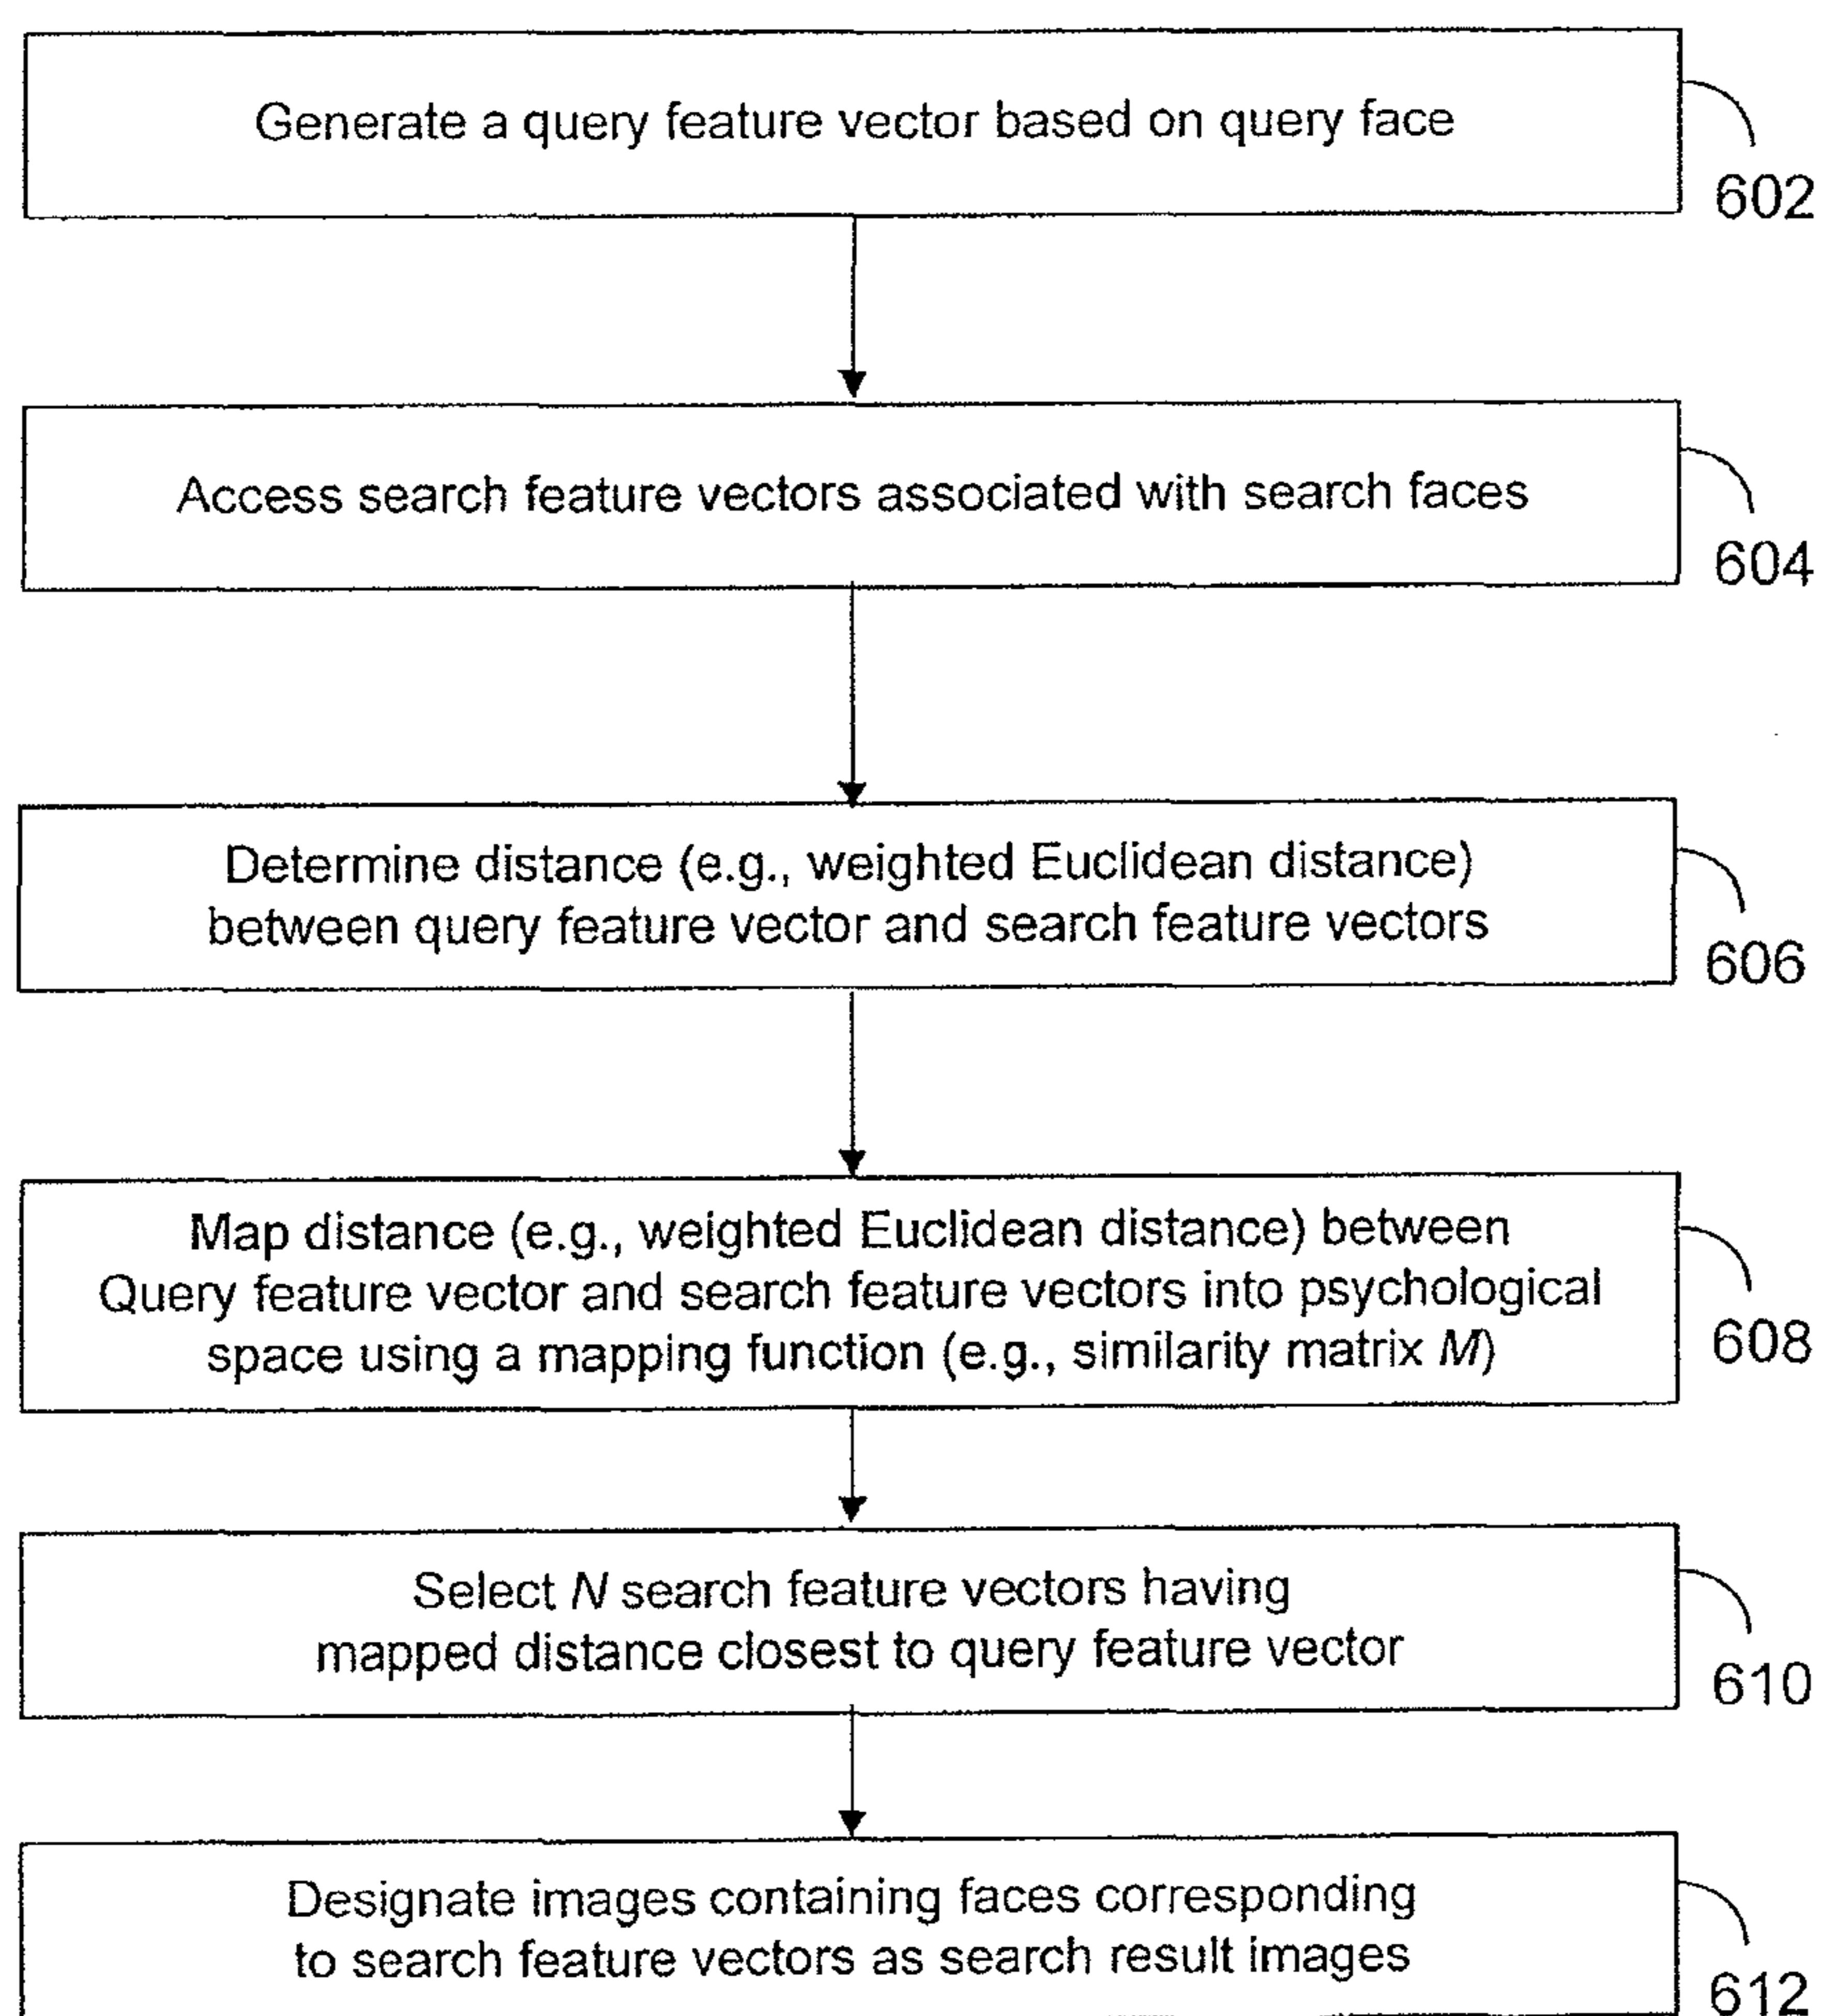 Generate a query feature vector based on query face
602
Access search feature vectors associated with search faces
604
Determine distance (e.g., weighted Euclidean distance)
between query feature vector and search feature vectors
606
Map distance (e.g., weighted Euclidean distance) between
Query feature vector and search feature vectors into psychological
space using a mapping function (e.g., similarity matrix M)
608
Select N search feature vectors having
mapped distance closest to query feature vector
610
Designate images containing faces corresponding
to search feature vectors as search result images
612